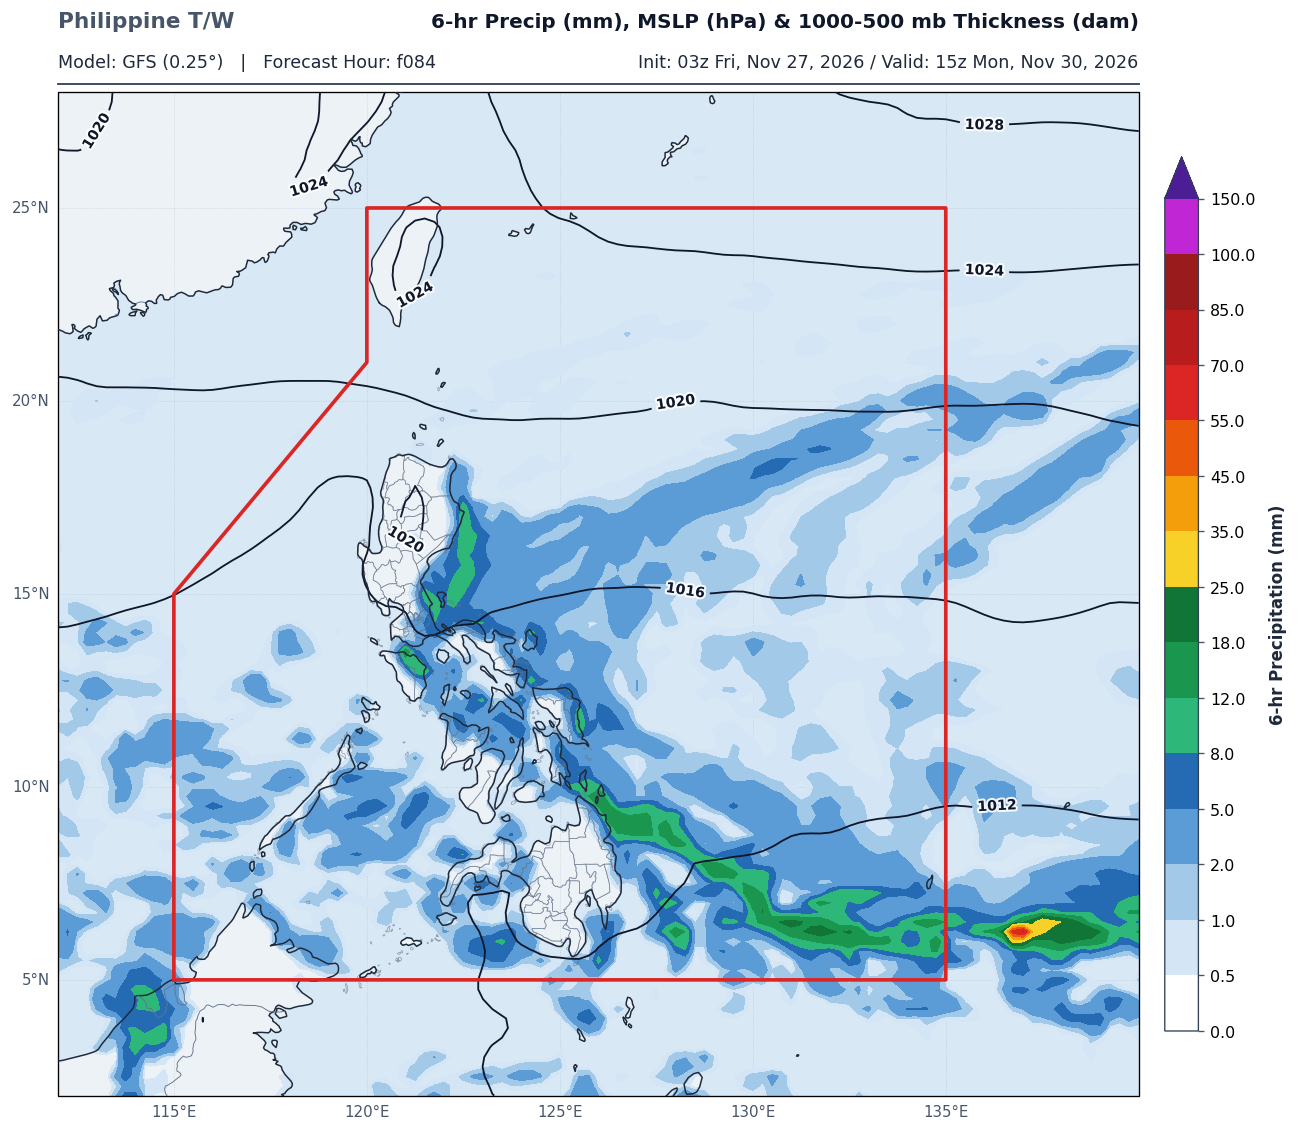 Philippine T/W
6-hr Precip (mm), MSLP (hPa) & 1000-500 mb Thickness (dam)
Model: GFS (0.25°) | Forecast Hour: f084
Init: 03z Fri, Nov 27, 2026 / Valid: 15z Mon, Nov 30, 2026
1020
1028
1024
25°N
1024
1024
20°N
1020
1020
15°N
1016
10°N
1012
5°N
115°E
120°E
125°E
130°E
135°E
150.0
100.0
85.0
70.0
55.0
45.0
35.0
25.0
18.0
12.0
8.0
5.0
2.0
1.0
0.5
0.0
6-hr Precipitation (mm)